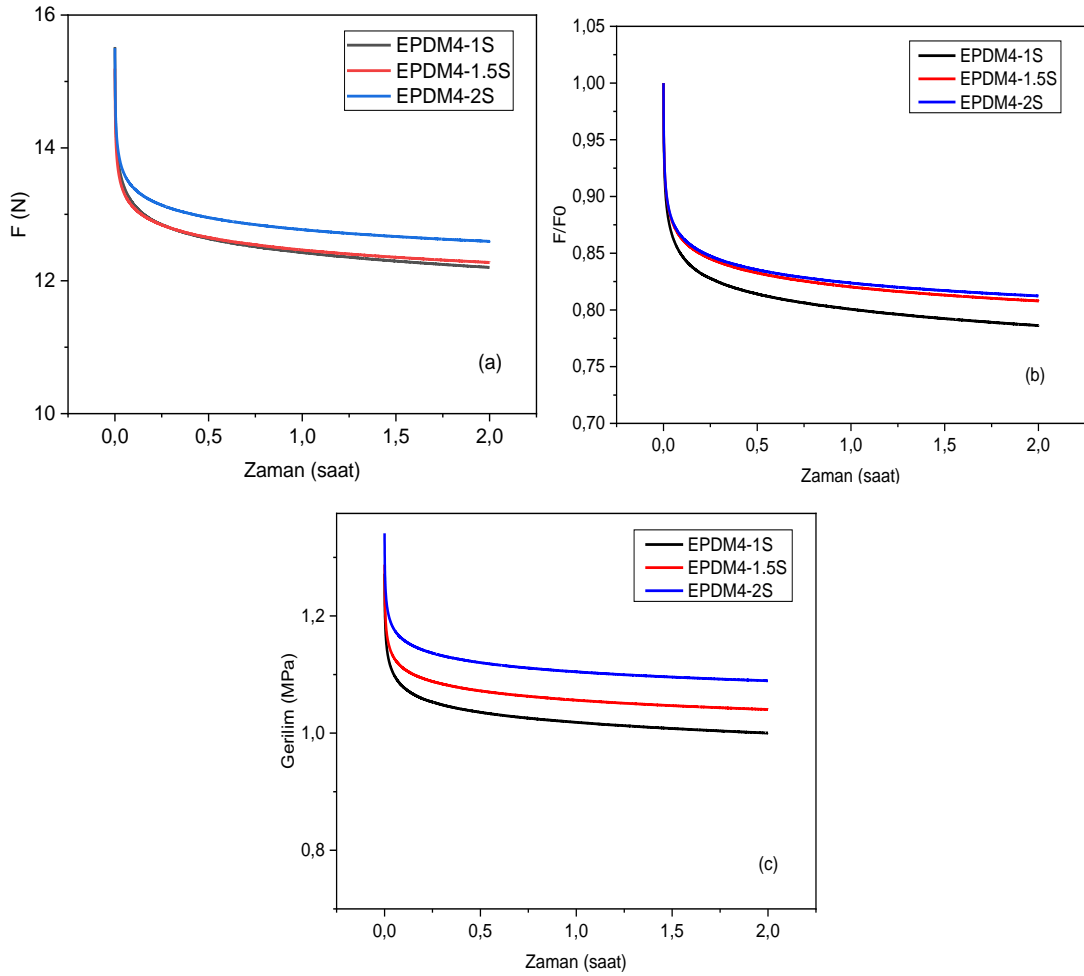 16
14
12
10
F (N)
EPDM4-1S
EPDM4-1.5S
EPDM4-2S
(a)
0,0
0,5
1,0
1,5
2,0
Zaman (saat)
1,05
1,00
0,95
0,90
0,85
0,80
0,75
0,70
F/F0
EPDM4-1S
EPDM4-1.5S
EPDM4-2S
(b)
0,0
0,5
1,0
1,5
2,0
Zaman (saat)
1,2
1,0
0,8
Gerilim (MPa)
EPDM4-1S
EPDM4-1.5S
EPDM4-2S
(c)
0,0
0,5
1,0
1,5
2,0
Zaman (saat)